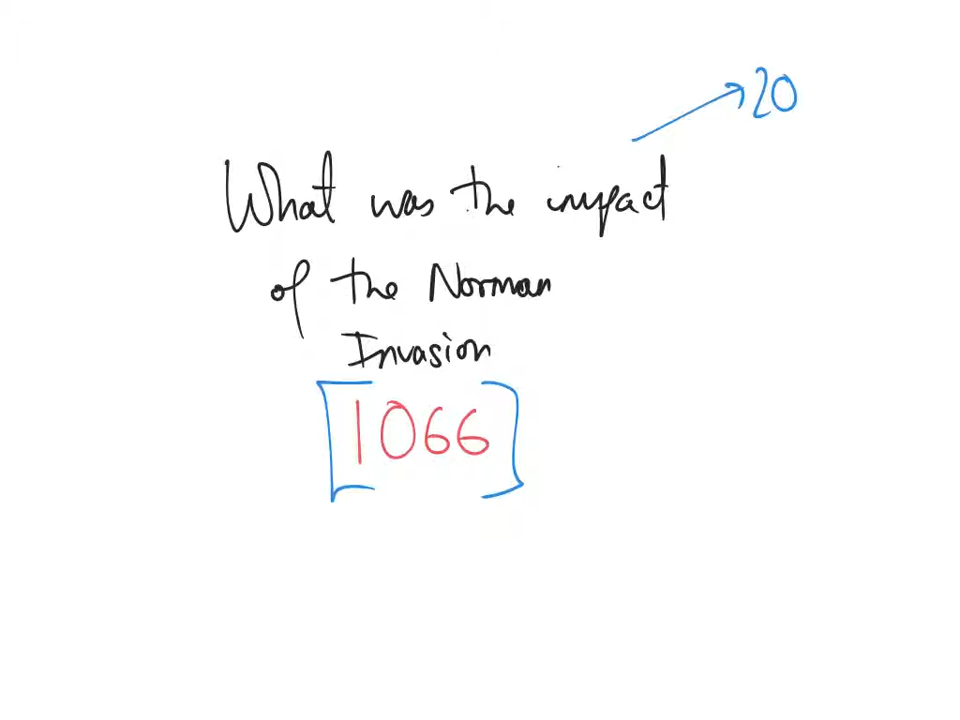 20
What was the impact
of the Norman
Invasion
[1066]